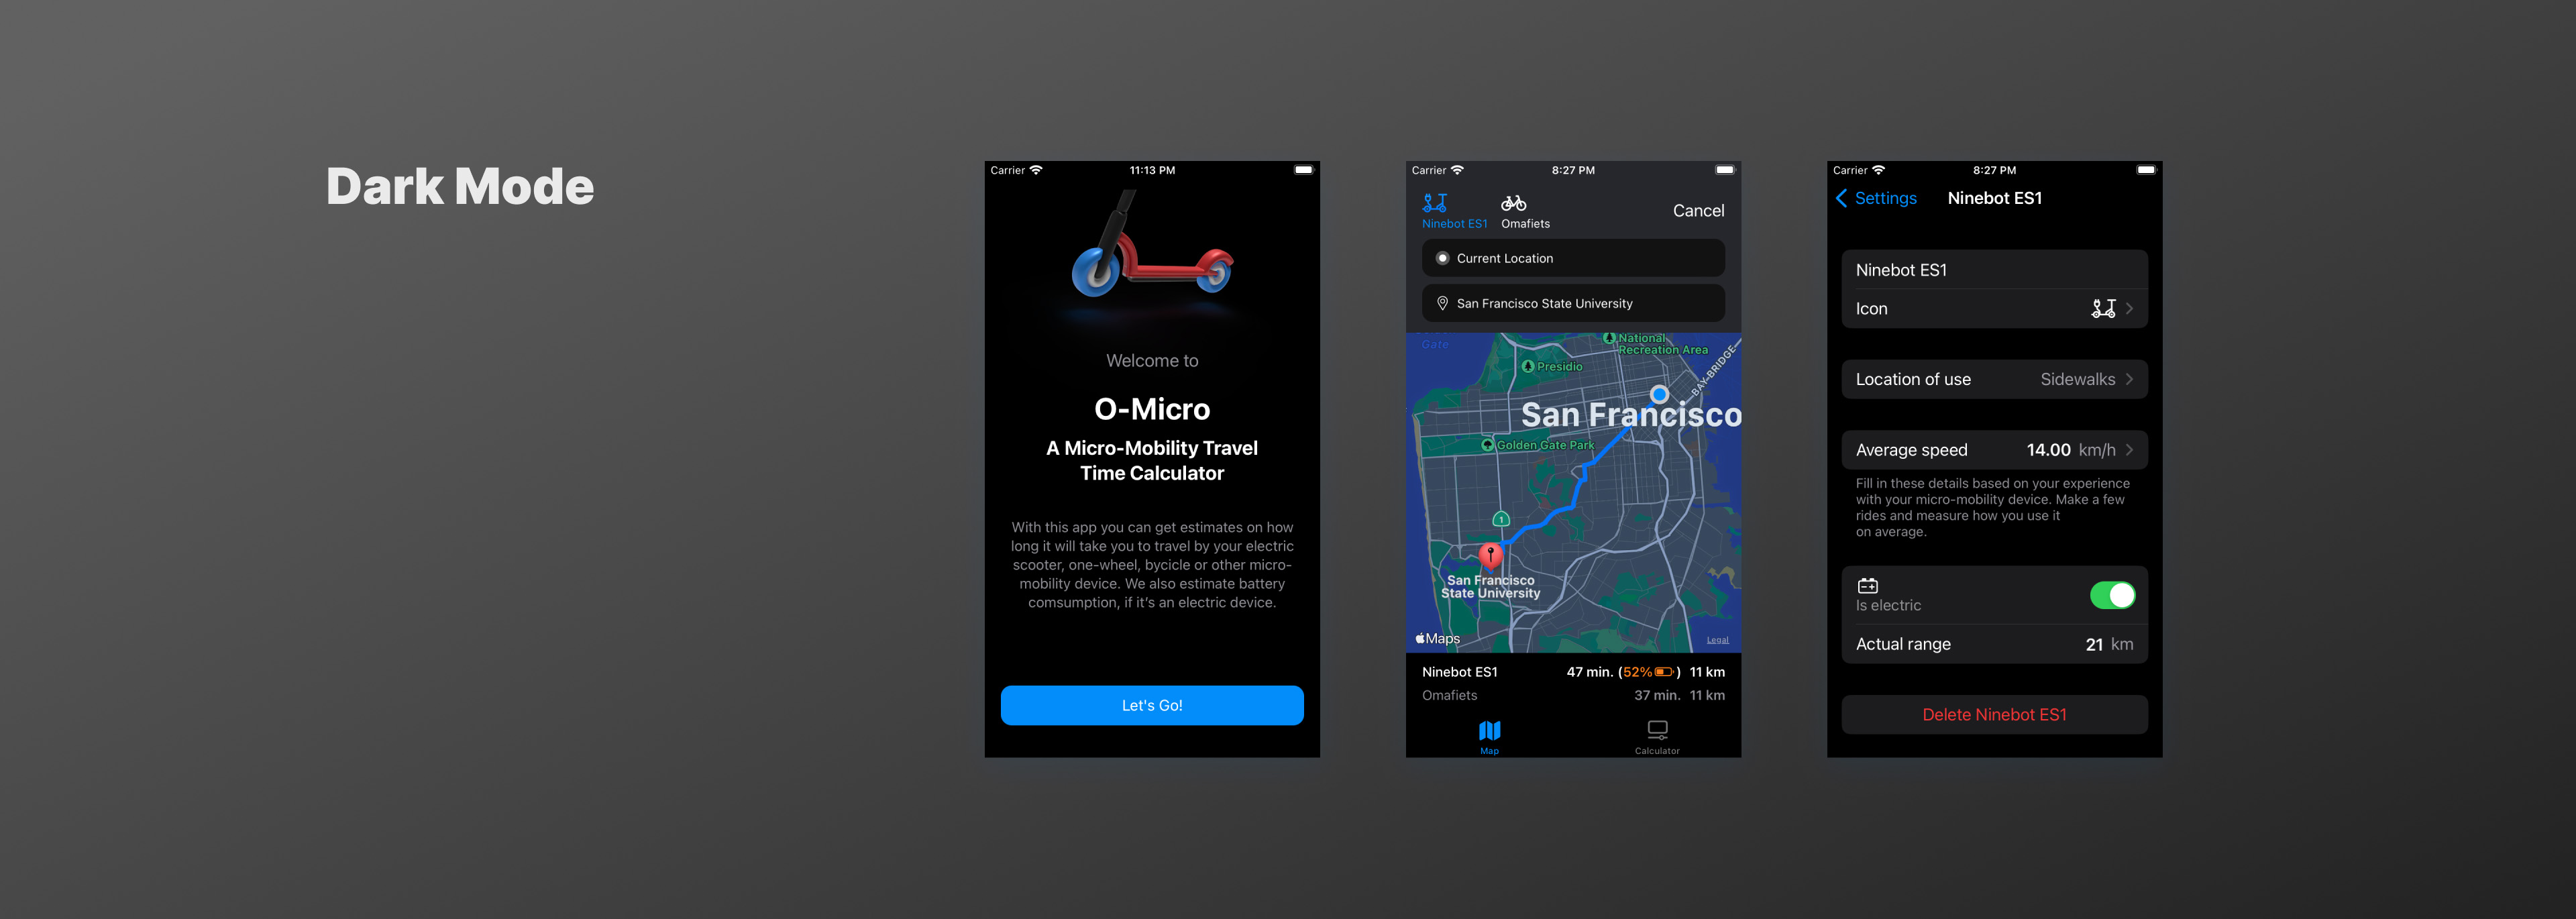 Dark Mode
Carrier
11:13 PM
Welcome to
O-Micro
A Micro-Mobility Travel
Time Calculator
With this app you can get estimates on how
long it will take you to travel by your electric
scooter, one-wheel, bycicle or other micro-
mobility device. We also estimate battery
comsumption, if it's an electric device.
Let's Go!
Carrier
8:27 PM
Ninebot ES1
Omafiets
Cancel
Current Location
San Francisco State University
Gate
National
Recreation Area
Presidio
BAY-BRIDGE
San Francisco
Golden Gate Park
1
San Francisco
State University
Maps
Legal
Ninebot ES1 47 min. (52%) 11 km
Omafiets 37 min. 11 km
Map
Calculator
Carrier
8:27 PM
Settings
Ninebot ES1
Ninebot ES1
Icon
Location of use Sidewalks
Average speed 14.00 km/h
Fill in these details based on your experience
with your micro-mobility device. Make a few
rides and measure how you use it
on average.
Is electric
Actual range 21 km
Delete Ninebot ES1